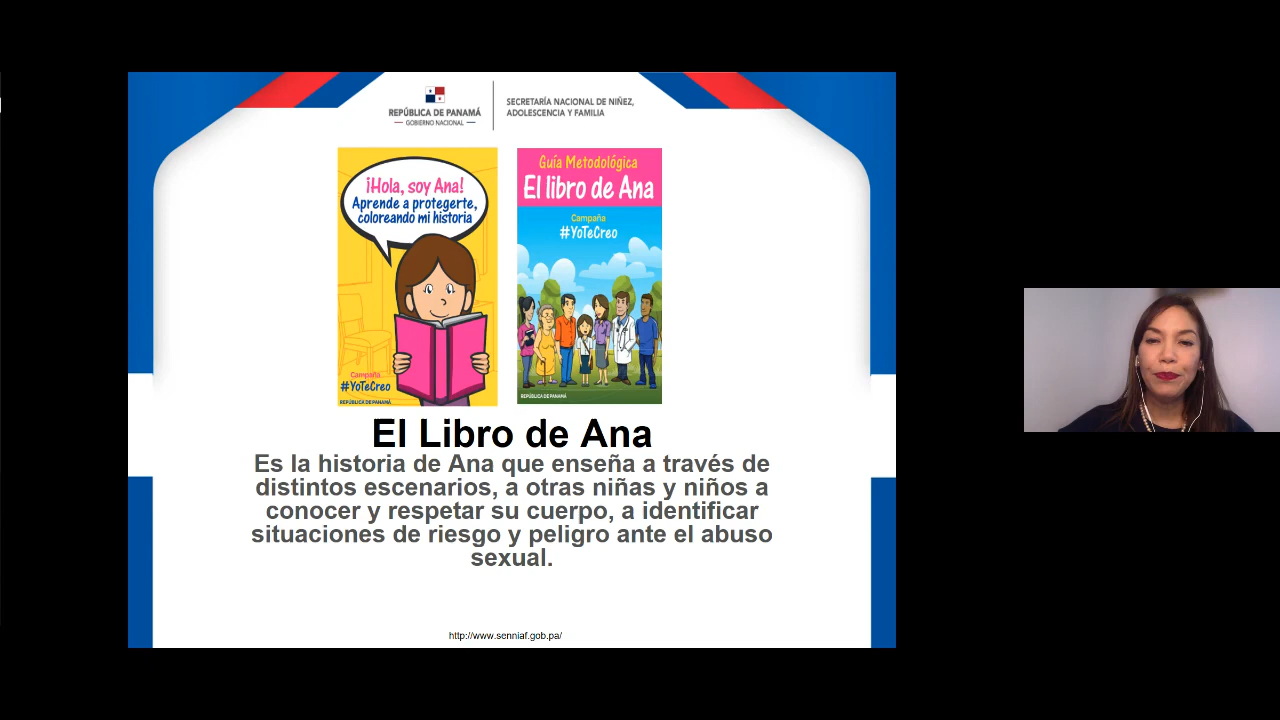 REPÚBLICA DE PANAMÁ
— GOBIERNO NACIONAL —
SECRETARÍA NACIONAL DE NIÑEZ,
ADOLESCENCIA Y FAMILIA
¡Hola, soy Ana!
Aprende a protegerte,
coloreando mi historia
Campaña
#YoTeCreo
REPÚBLICA DE PANAMÁ
Guía Metodológica
El libro de Ana
Campaña
#YoTeCreo
REPÚBLICA DE PANAMÁ
El Libro de Ana
Es la historia de Ana que enseña a través de
distintos escenarios, a otras niñas y niños a
conocer y respetar su cuerpo, a identificar
situaciones de riesgo y peligro ante el abuso
sexual.
http://www.senniaf.gob.pa/